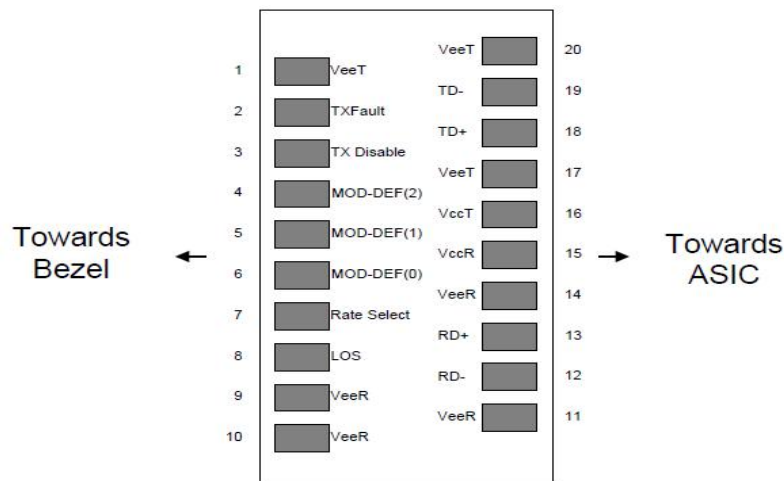 VeeT 20
1 VeeT
TD- 19
2 TXFault
TD+ 18
3 TX Disable
VeeT 17
4 MOD-DEF(2)
VccT 16
Towards
Bezel
5 MOD-DEF(1)
VccR 15
Towards
ASIC
6 MOD-DEF(0)
VeeR 14
7 Rate Select
RD+ 13
8 LOS
RD- 12
9 VeeR
VeeR 11
10 VeeR